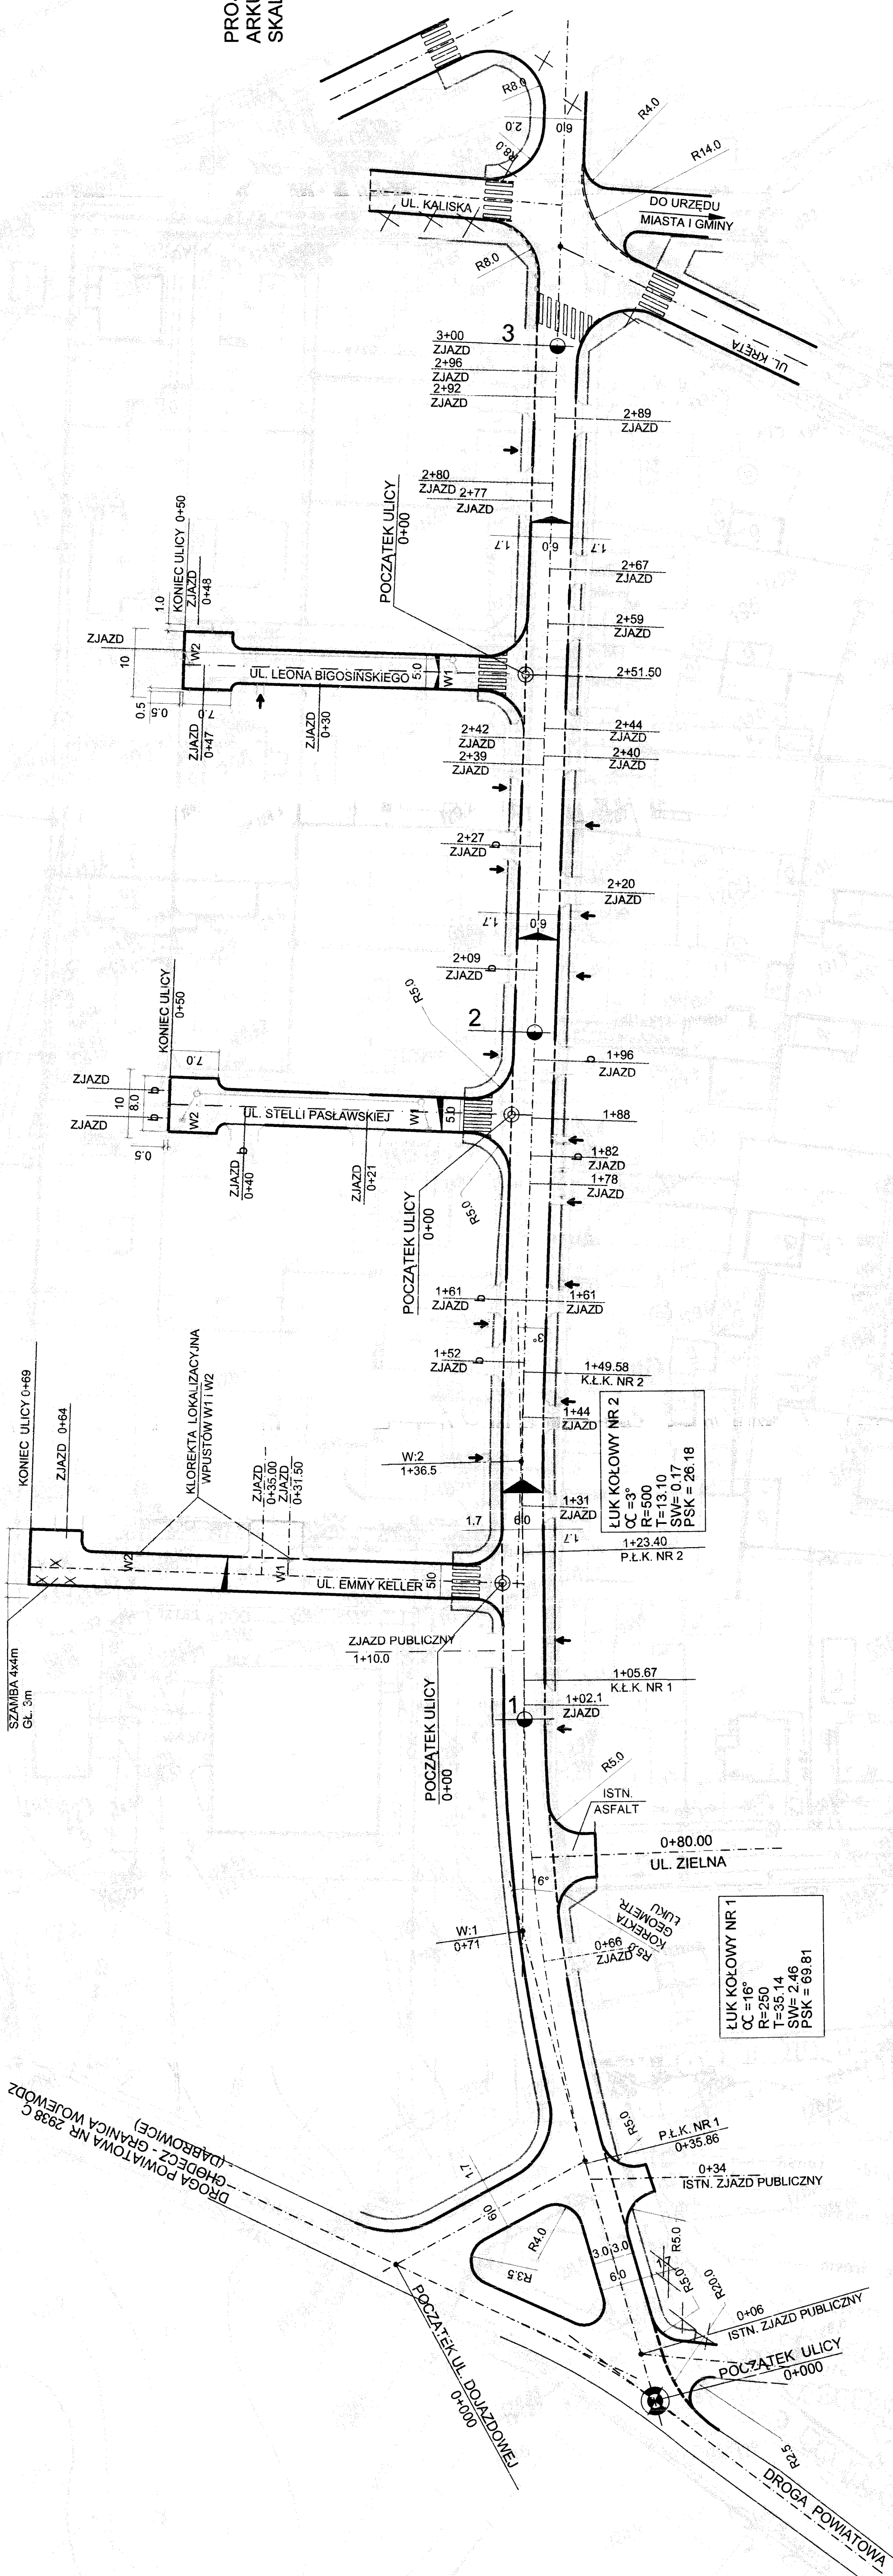 PROJ
ARKU
SKAL
R8.0
2.0
6.0
R8.0
R4.0
R14.0
UL. KALISKA
DO URZĘDU
MIASTA I GMINY
R8.0
UL. KRĘTA
3
3+00
ZJAZD
2+96
ZJAZD
2+92
ZJAZD
2+89
ZJAZD
2+80
ZJAZD
2+77
ZJAZD
POCZĄTEK ULICY
0+00
1.7
6.0
1.7
2+67
ZJAZD
2+59
ZJAZD
2+51.50
KONIEC ULICY 0+50
ZJAZD
0+48
1.0
ZJAZD
10
W2
UL. LEONA BIGOSIŃSKIEGO
5.0
W1
0.5
0.5
7.0
ZJAZD
0+47
ZJAZD
0+30
2+42
ZJAZD
2+39
ZJAZD
2+44
ZJAZD
2+40
ZJAZD
2+27
b
ZJAZD
2+20
ZJAZD
1.7
6.0
2+09
b
ZJAZD
R5.0
2
KONIEC ULICY
0+50
7.0
ZJAZD
b
10
8.0
ZJAZD
b
W2
UL. STELLI PASŁAWSKIEJ
W1
5.0
0.5
ZJAZD
b
0+40
ZJAZD
0+21
R5.0
1+96
b
ZJAZD
1+88
1+82
b
ZJAZD
1+78
ZJAZD
POCZĄTEK ULICY
0+00
1+61
b
ZJAZD
1+61
ZJAZD
3°
1+52
b
ZJAZD
1+49.58
K.Ł.K. NR 2
1+44
ZJAZD
W:2
1+36.5
ŁUK KOŁOWY NR 2
α =3°
R=500
T=13.10
SW= 0.17
PSK = 26.18
1+31
ZJAZD
1.7
6.0
1.7
1+23.40
P.Ł.K. NR 2
KONIEC ULICY 0+69
ZJAZD 0+64
KLOREKTA LOKALIZACYJNA
WPUSTÓW W1 i W2
ZJAZD
0+35.00
ZJAZD
0+31.50
W2
W1
UL. EMMY KELLER
5.0
SZAMBA 4x4m
GŁ. 3m
ZJAZD PUBLICZNY
1+10.0
POCZĄTEK ULICY
0+00
1+05.67
K.Ł.K. NR 1
1+02.1
ZJAZD
1
R5.0
ISTN.
ASFALT
0+80.00
UL. ZIELNA
16°
W:1
0+71
R5.0
KOREKTA
GEOMETR.
ŁUKU
0+66
ZJAZD
ŁUK KOŁOWY NR 1
α =16°
R=250
T=35.14
SW= 2.46
PSK = 69.81
DROGA POWIATOWA NR 2938 C
CHODECZ - GRANICA WOJEWÓDZ
(DĄBROWICE)
R5.0
P.Ł.K. NR 1
0+35.86
0+34
ISTN. ZJAZD PUBLICZNY
1.7
6.0
R4.0
R3.5
3.0
3.0
6.0
R5.0
R5.0
R20.0
0+06
ISTN. ZJAZD PUBLICZNY
POCZĄTEK ULICY
0+000
POCZĄTEK UL. DOJAZDOWEJ
0+000
R2.5
DROGA POWIATOWA